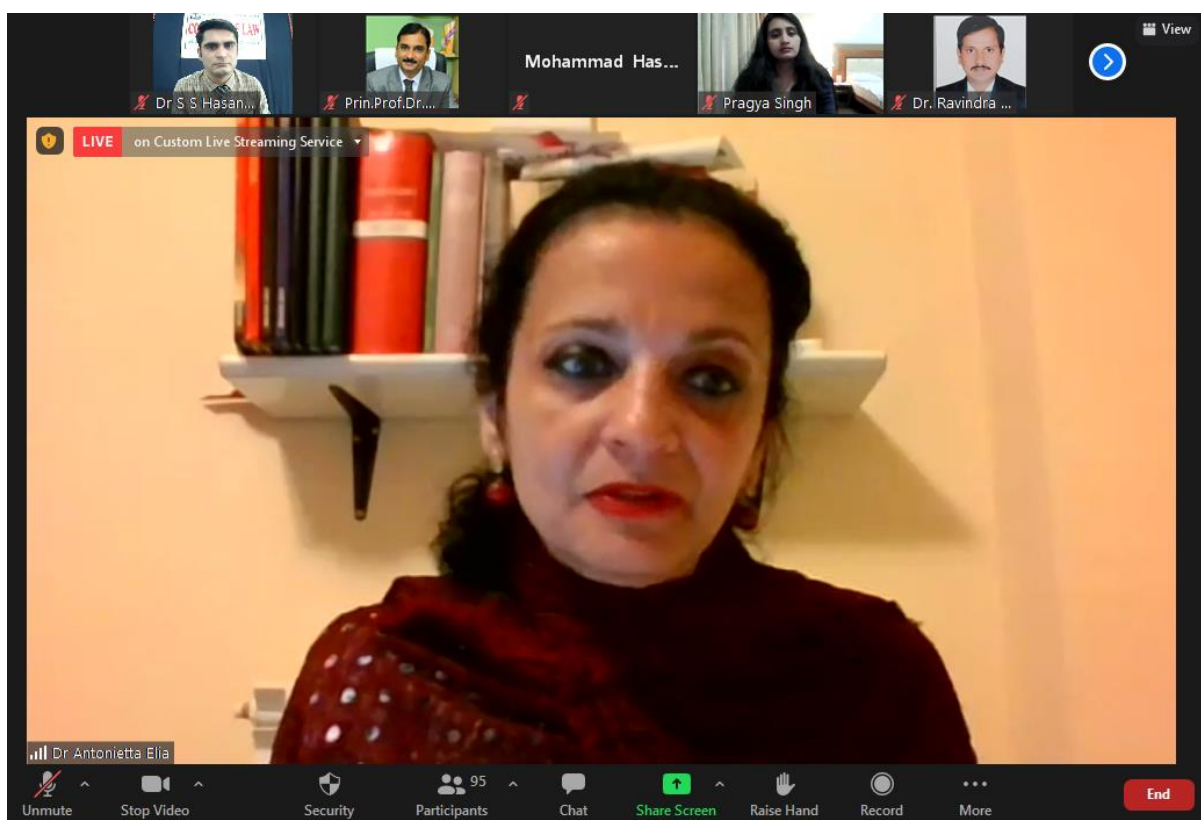 View
Dr S S Hasan...
Prin.Prof.Dr....
Mohammad Has...
Pragya Singh
Dr. Ravindra ...
LIVE on Custom Live Streaming Service
Dr Antonietta Elia
Unmute
Stop Video
Security
95
Participants
Chat
Share Screen
Raise Hand
Record
More
End